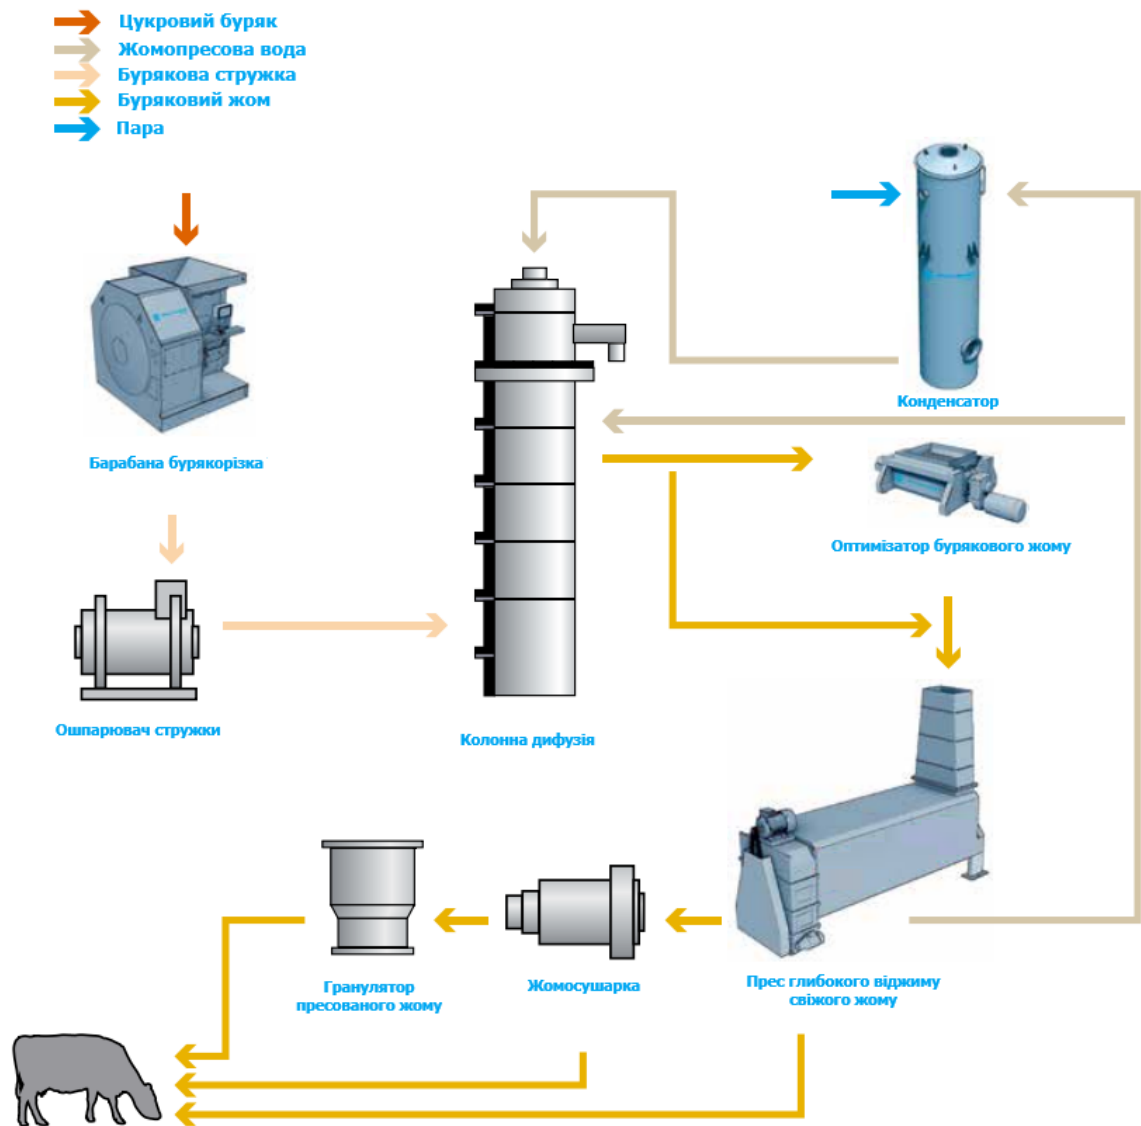 Цукровий буряк
Жомопресова вода
Бурякова стружка
Буряковий жом
Пара
Конденсатор
Барабана бурякорізка
Оптимізатор бурякового жому
Ошпарювач стружки
Колонна дифузія
Гранулятор
пресованого жому
Жомосушарка
Прес глибокого віджиму
свіжого жому